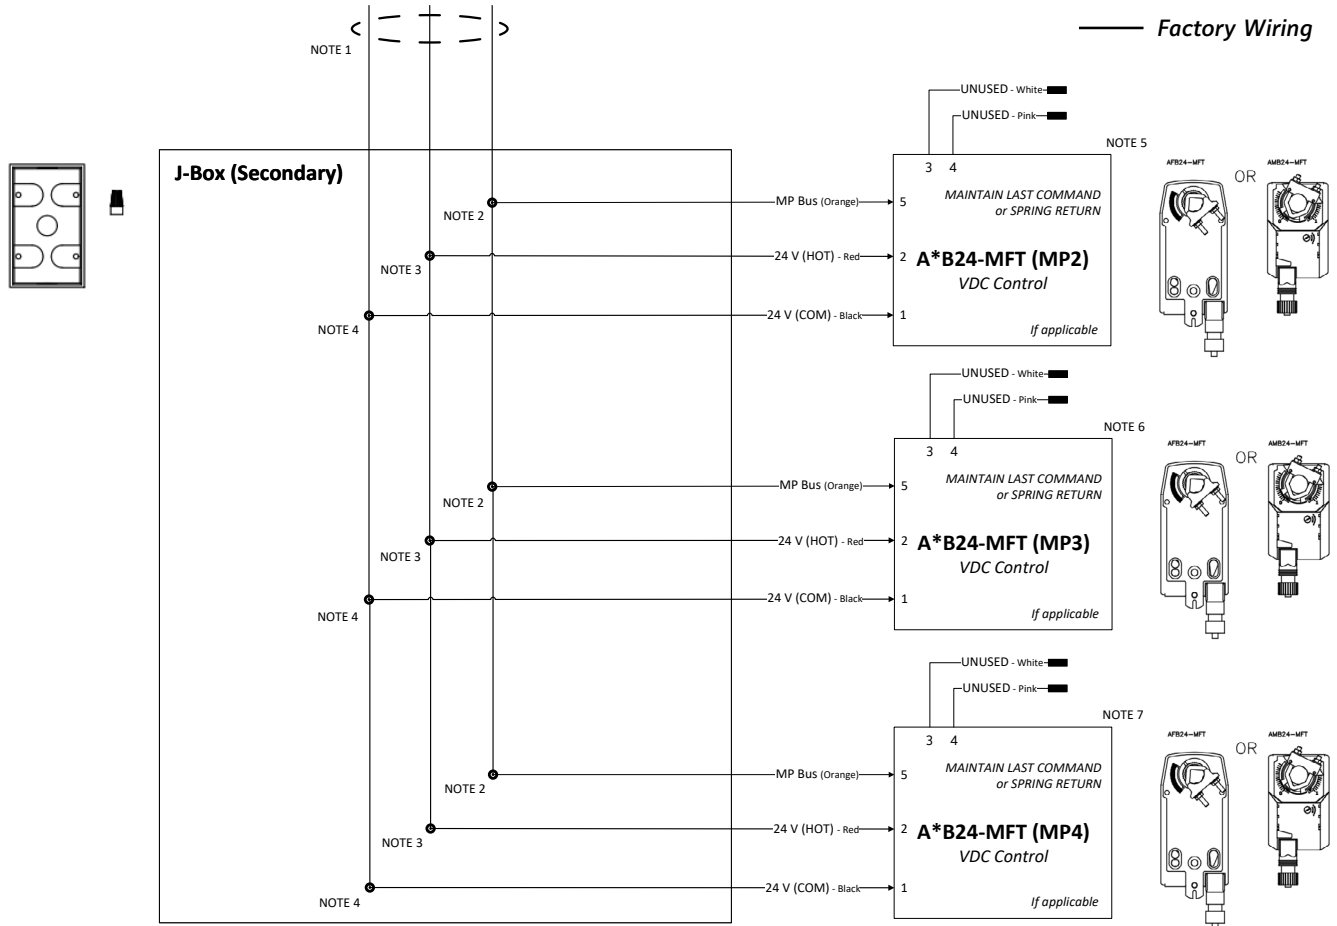 Factory Wiring
NOTE 1
J-Box (Secondary)
UNUSED - White
UNUSED - Pink
NOTE 5
3 4
MAINTAIN LAST COMMAND
or SPRING RETURN
NOTE 2
MP Bus (Orange)
5
NOTE 3
24 V (HOT) - Red
2
A*B24-MFT (MP2)
VDC Control
NOTE 4
24 V (COM) - Black
1
If applicable
AFB24-MFT
OR
AMB24-MFT
UNUSED - White
UNUSED - Pink
NOTE 6
3 4
MAINTAIN LAST COMMAND
or SPRING RETURN
NOTE 2
MP Bus (Orange)
5
NOTE 3
24 V (HOT) - Red
2
A*B24-MFT (MP3)
VDC Control
NOTE 4
24 V (COM) - Black
1
If applicable
AFB24-MFT
OR
AMB24-MFT
UNUSED - White
UNUSED - Pink
NOTE 7
3 4
MAINTAIN LAST COMMAND
or SPRING RETURN
NOTE 2
MP Bus (Orange)
5
NOTE 3
24 V (HOT) - Red
2
A*B24-MFT (MP4)
VDC Control
NOTE 4
24 V (COM) - Black
1
If applicable
AFB24-MFT
OR
AMB24-MFT